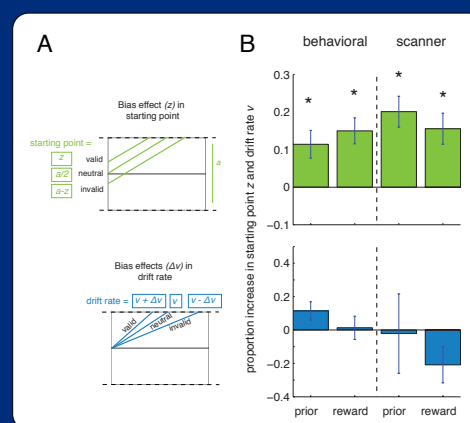 A
Bias effect (z) in
starting point
starting point =
z
a/2
a-z
valid
neutral
invalid
a
Bias effects (Δv) in
drift rate
drift rate = v + Δv v v - Δv
valid
neutral
invalid
B
behavioral scanner
proportion increase in starting point z and drift rate v
0.3
0.2
0.1
0
−0.1
* * * *
0.4
0.2
0
−0.2
−0.4
prior reward prior reward